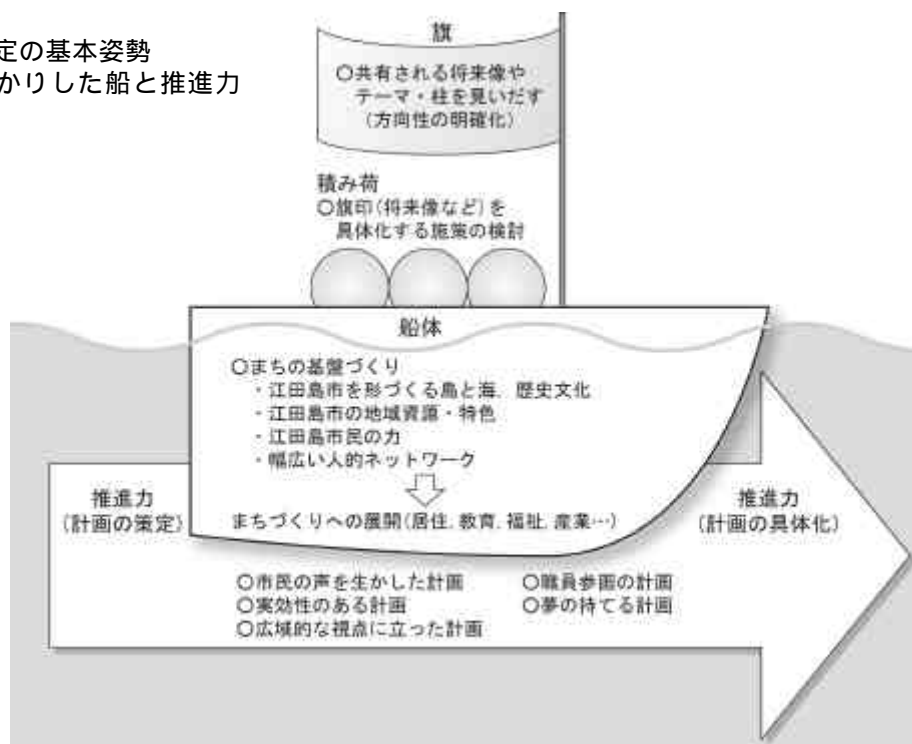 定の基本姿勢
かりした船と推進力
旗
○共有される将来像や
テーマ・柱を見いだす
(方向性の明確化)
積み荷
○旗印(将来像など)を
具体化する施策の検討
船体
○まちの基盤づくり
・江田島市を形づくる島と海、歴史文化
・江田島市の地域資源・特色
・江田島市民の力
・幅広い人的ネットワーク
まちづくりへの展開(居住、教育、福祉、産業…)
推進力
(計画の策定)
推進力
(計画の具体化)
○市民の声を生かした計画
○実効性のある計画
○広域的な視点に立った計画
○職員参画の計画
○夢の持てる計画